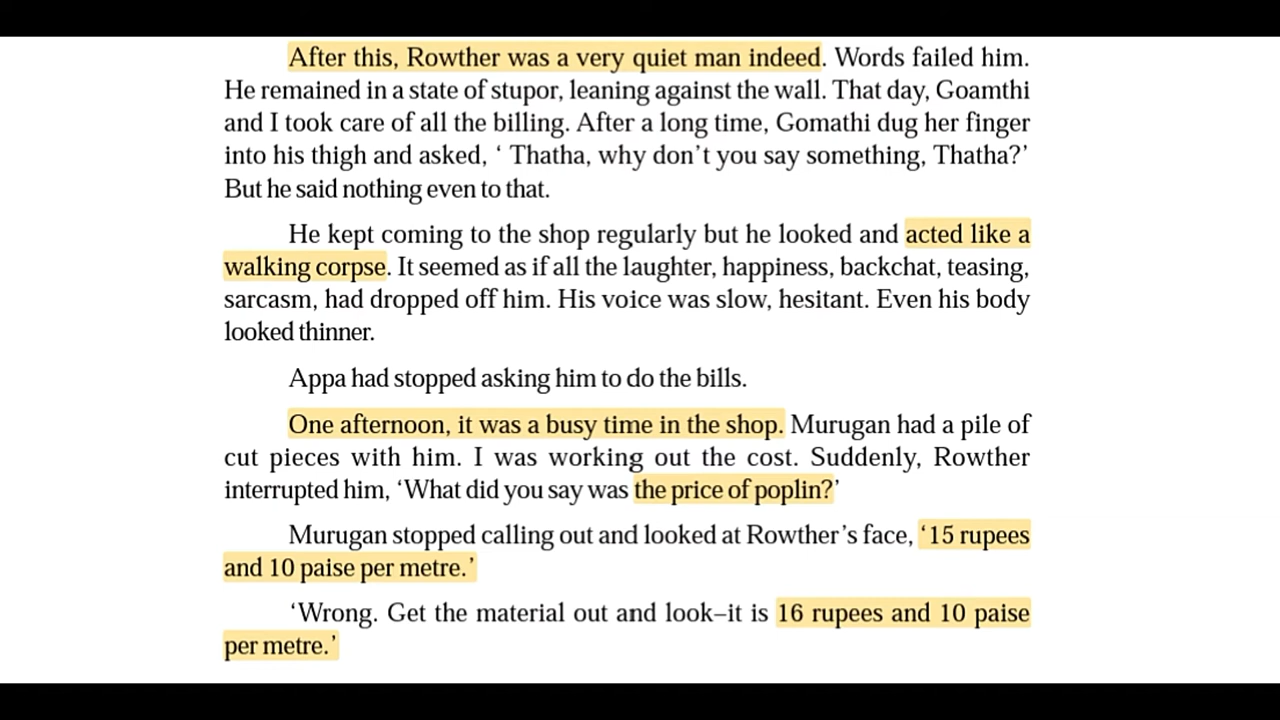 After this, Rowther was a very quiet man indeed. Words failed him.
He remained in a state of stupor, leaning against the wall. That day, Goamthi
and I took care of all the billing. After a long time, Gomathi dug her finger
into his thigh and asked, ‘ Thatha, why don’t you say something, Thatha?’
But he said nothing even to that.
He kept coming to the shop regularly but he looked and acted like a
walking corpse. It seemed as if all the laughter, happiness, backchat, teasing,
sarcasm, had dropped off him. His voice was slow, hesitant. Even his body
looked thinner.
Appa had stopped asking him to do the bills.
One afternoon, it was a busy time in the shop. Murugan had a pile of
cut pieces with him. I was working out the cost. Suddenly, Rowther
interrupted him, ‘What did you say was the price of poplin?’
Murugan stopped calling out and looked at Rowther’s face, ‘15 rupees
and 10 paise per metre.’
‘Wrong. Get the material out and look–it is 16 rupees and 10 paise
per metre.’